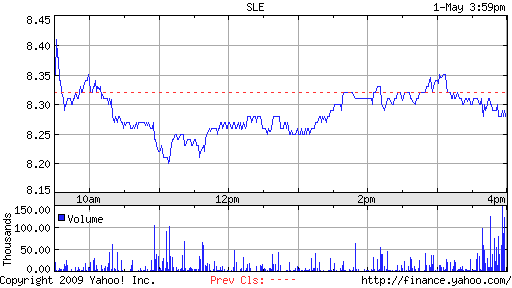 SLE 1-May 3:59pm
8.45
8.40
8.35
8.30
8.25
8.20
8.15
10am 12pm 2pm 4pm
150.00
100.00
50.00
0.00
Thousands
Volume
Copyright 2009 Yahoo! Inc. Prev Cls: ---- http://finance.yahoo.com/